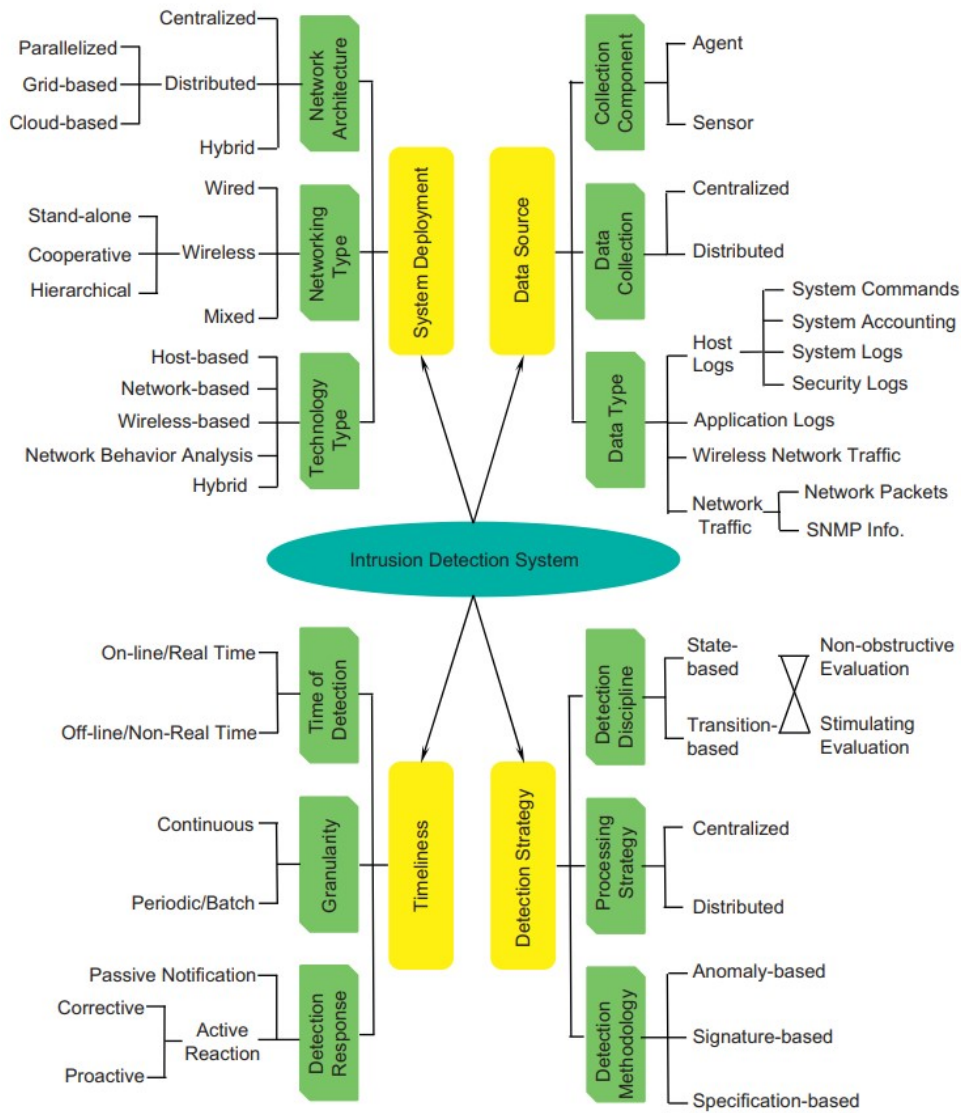 Centralized
Parallelized
Grid-based
Distributed
Cloud-based
Hybrid
Network
Architecture
Wired
Stand-alone
Cooperative
Wireless
Hierarchical
Mixed
Networking
Type
Host-based
Network-based
Wireless-based
Network Behavior Analysis
Hybrid
Technology
Type
System Deployment
Data Source
Collection
Component
Agent
Sensor
Data
Collection
Centralized
Distributed
Data Type
Host
Logs
System Commands
System Accounting
System Logs
Security Logs
Application Logs
Wireless Network Traffic
Network
Traffic
Network Packets
SNMP Info.
Intrusion Detection System
On-line/Real Time
Off-line/Non-Real Time
Time of
Detection
Continuous
Periodic/Batch
Granularity
Passive Notification
Corrective
Active
Reaction
Proactive
Detection
Response
Timeliness
Detection Strategy
Detection
Discipline
State-
based
Transition-
based
Non-obstructive
Evaluation
Stimulating
Evaluation
Processing
Strategy
Centralized
Distributed
Detection
Methodology
Anomaly-based
Signature-based
Specification-based